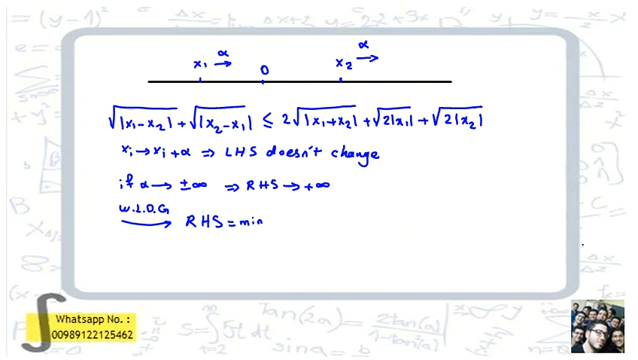 x₁ α→ 0 x₂ α→
√|x₁-x₂| + √|x₂-x₁| ≤ 2√|x₁+x₂| + √2|x₁| + √2|x₂|
xᵢ → xᵢ+α ⇒ LHS doesn't change
if α → ±∞ ⇒ RHS → +∞
W.L.O.G → RHS = min
Whatsapp No. :
00989122125462